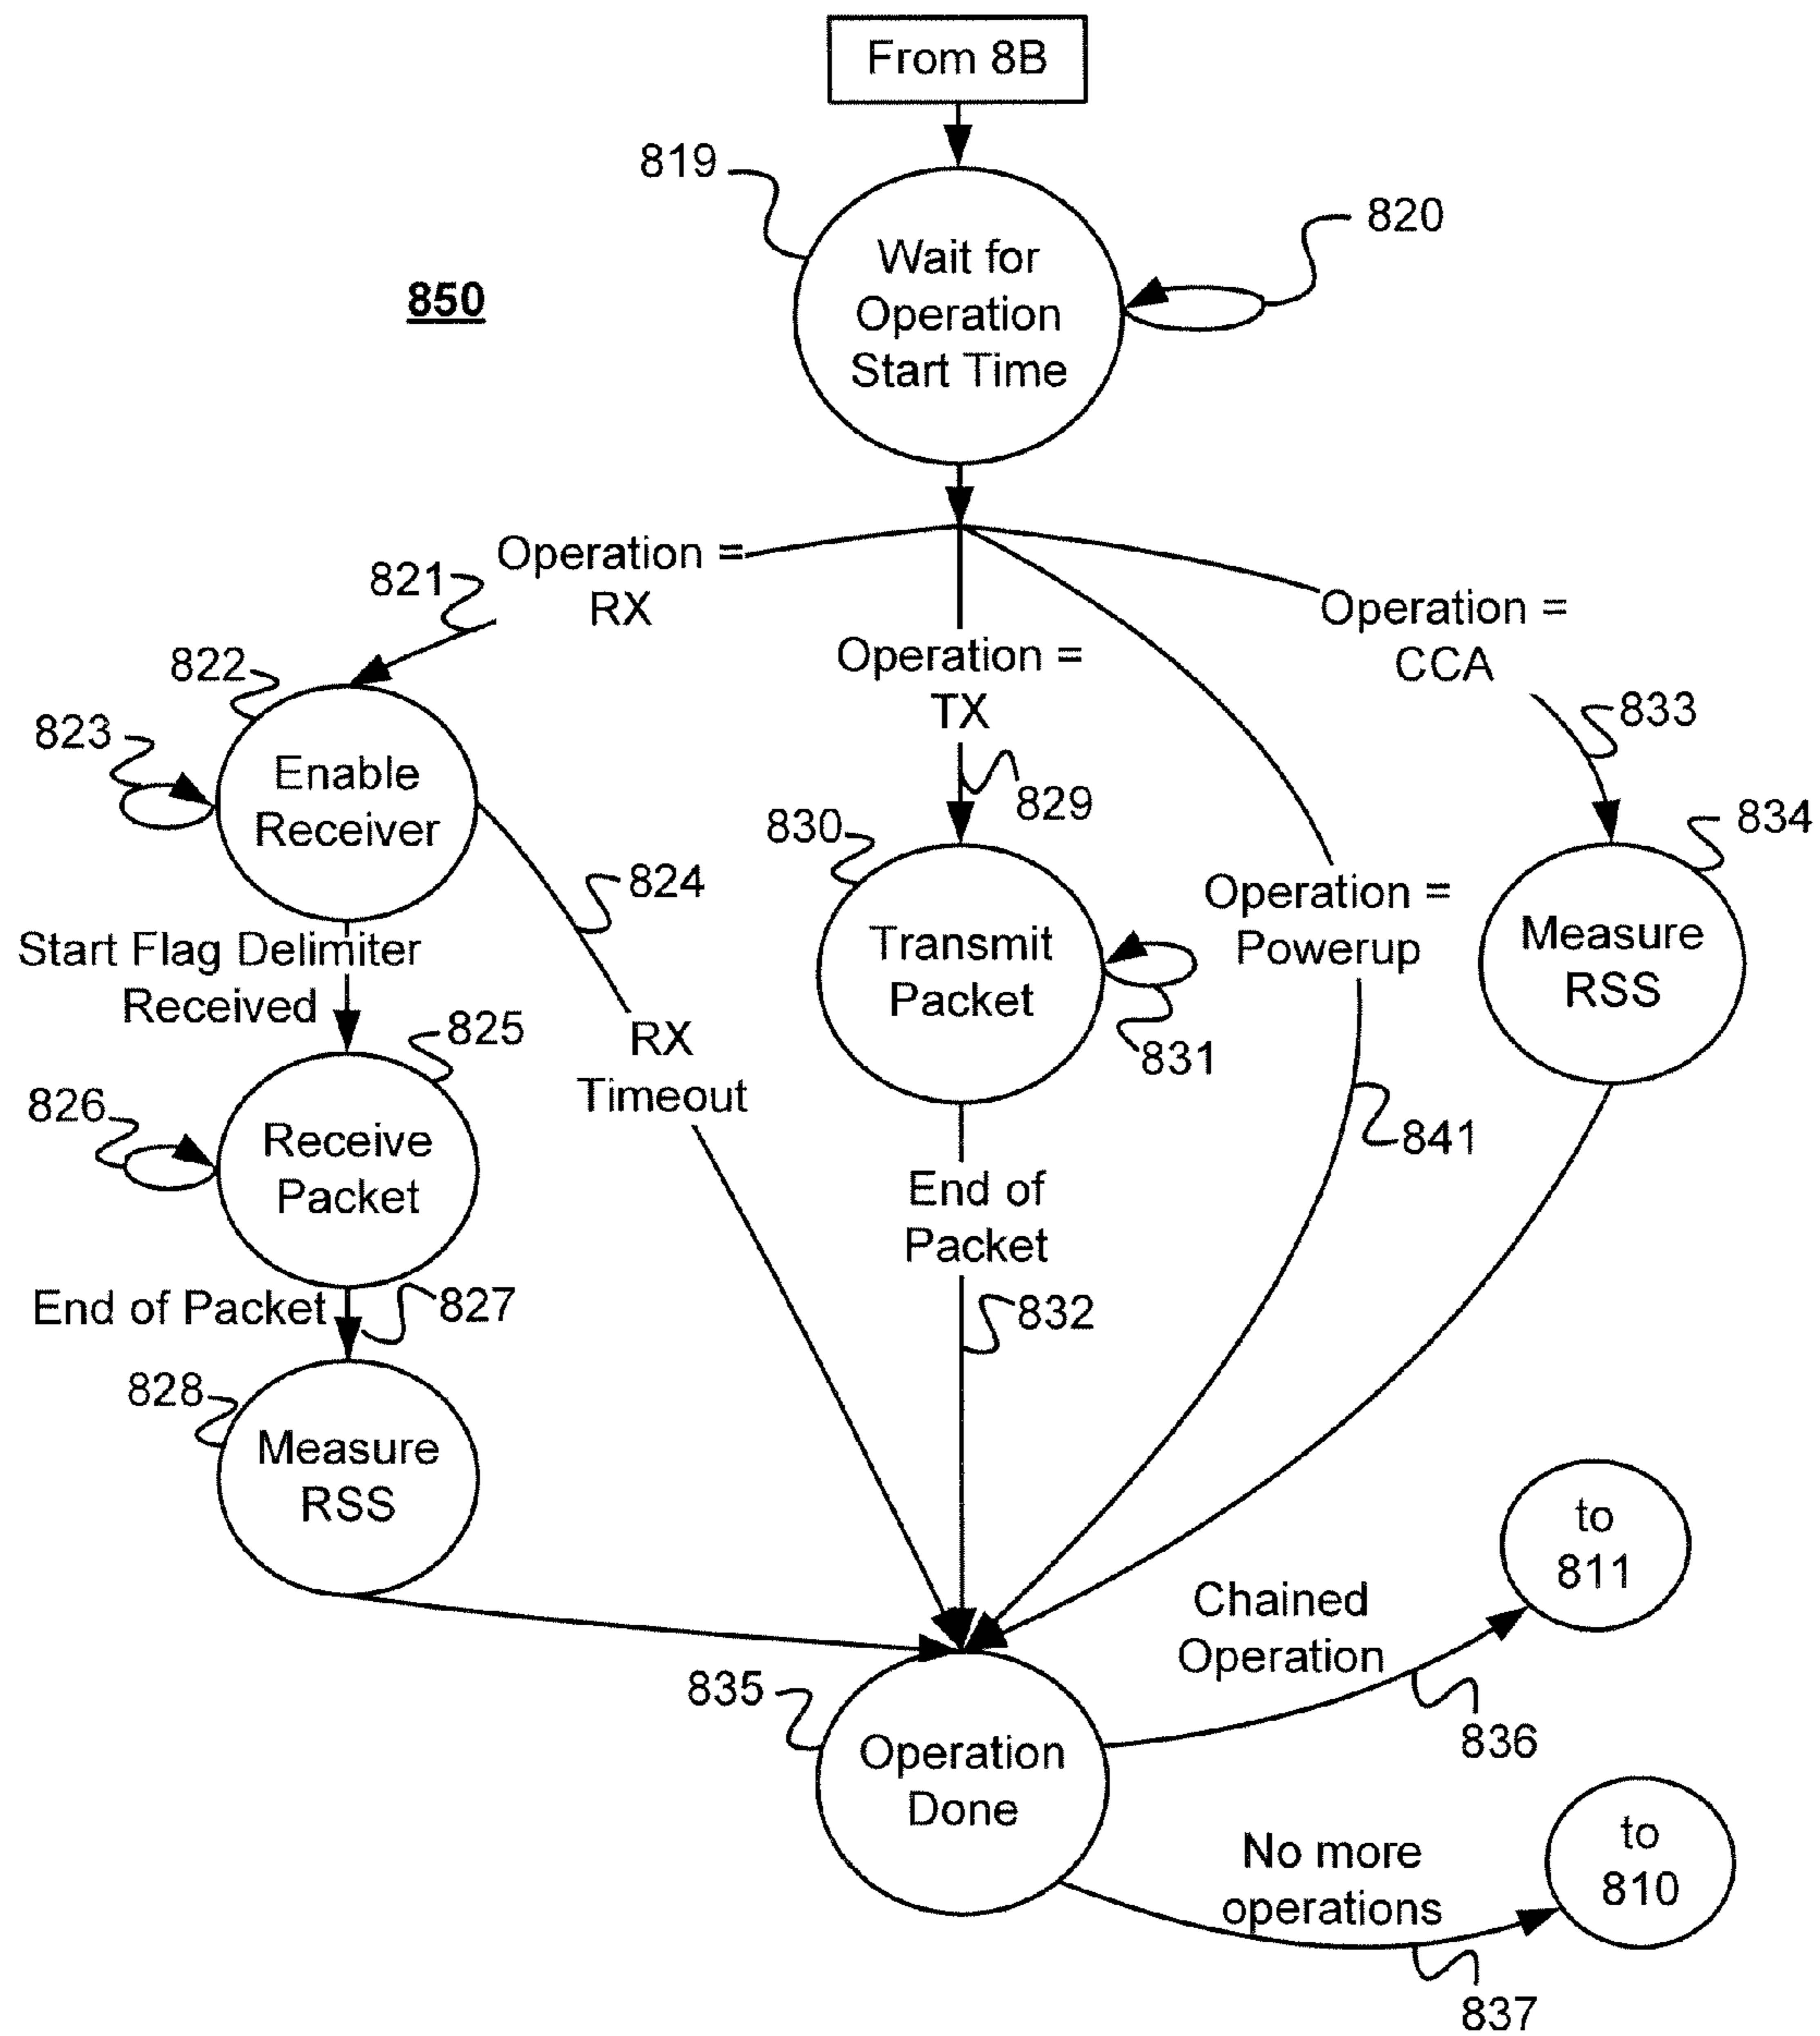 From 8B
819
820
Wait for
Operation
Start Time
850
Operation =
RX
821
Operation =
CCA
822
Operation =
TX
833
823
Enable
Receiver
829
830
834
824
Operation =
Powerup
Start Flag Delimiter
Received
Transmit
Packet
Measure
RSS
825
RX
Timeout
831
826
841
Receive
Packet
End of
Packet
End of Packet
827
832
828
Measure
RSS
to
811
Chained
Operation
835
836
Operation
Done
to
810
No more
operations
837